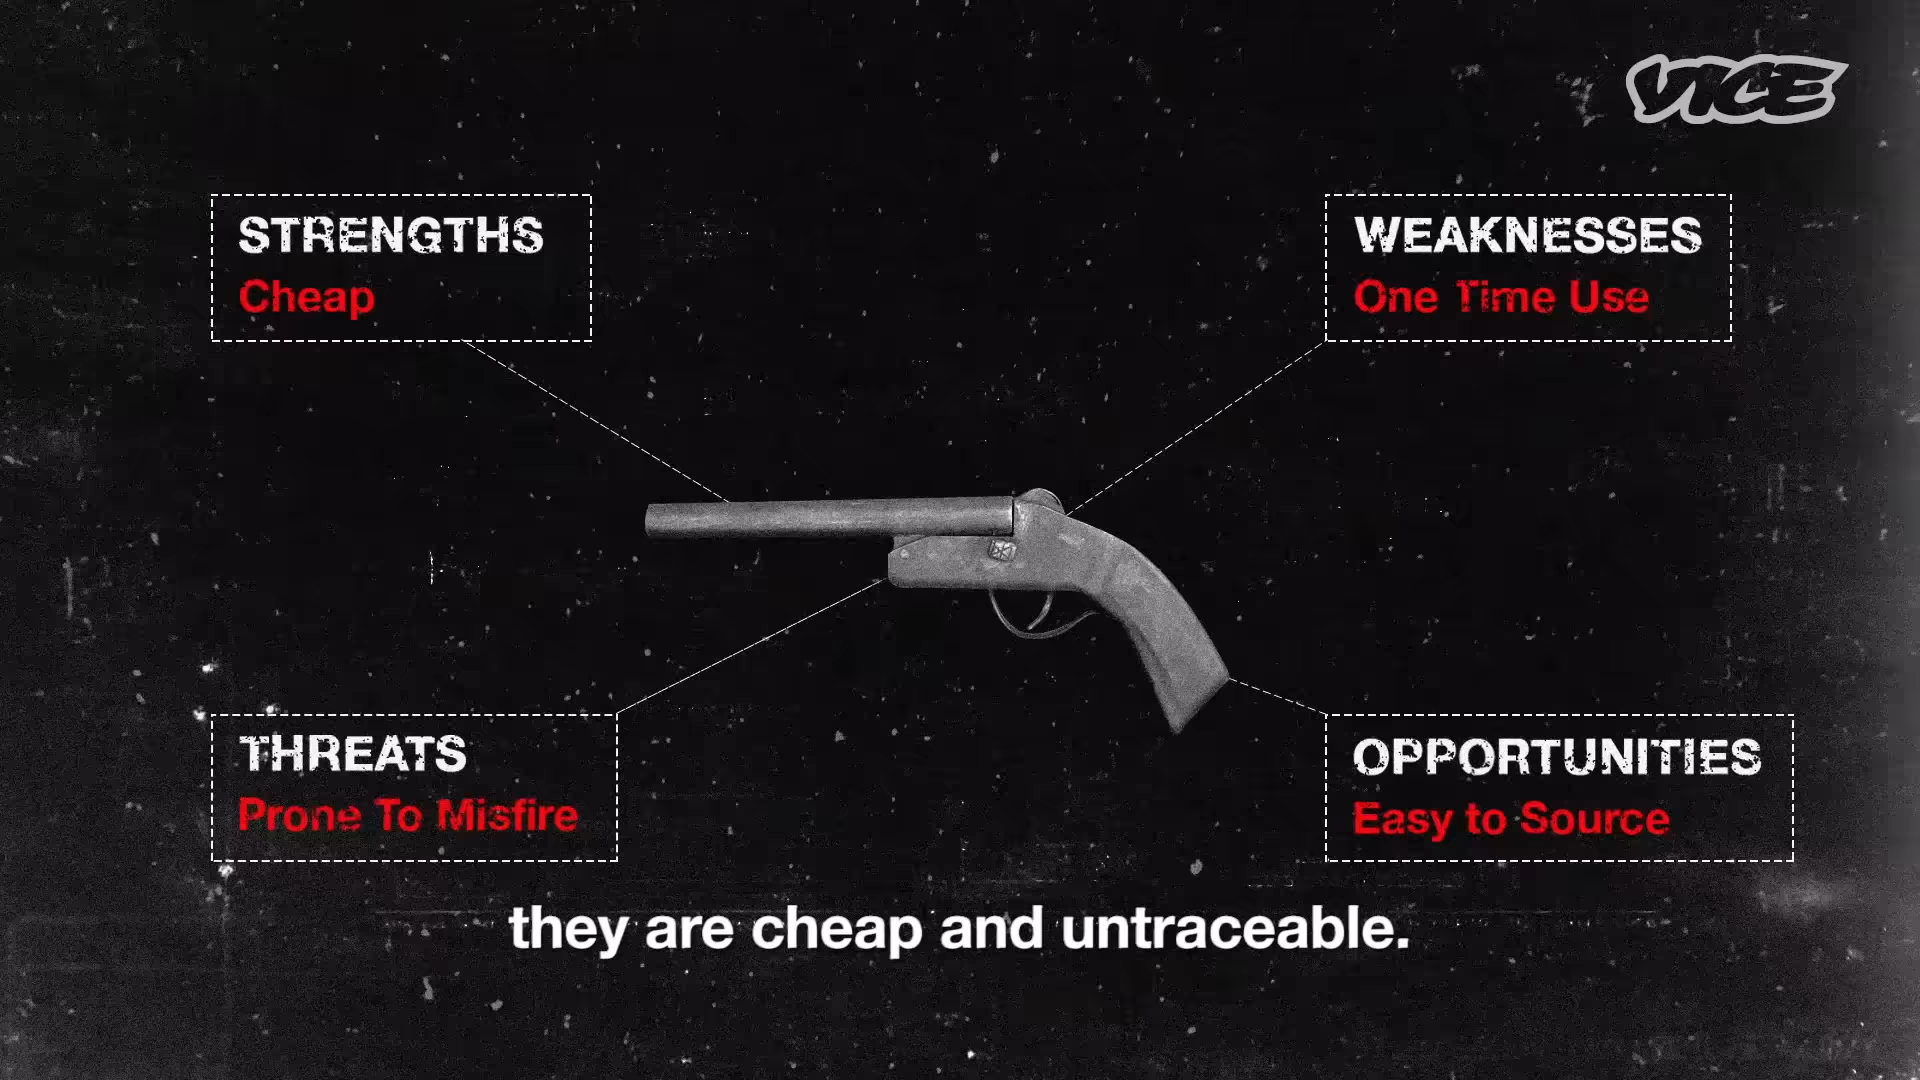 VICE
STRENGTHS
Cheap
WEAKNESSES
One Time Use
THREATS
Prone To Misfire
OPPORTUNITIES
Easy to Source
they are cheap and untraceable.